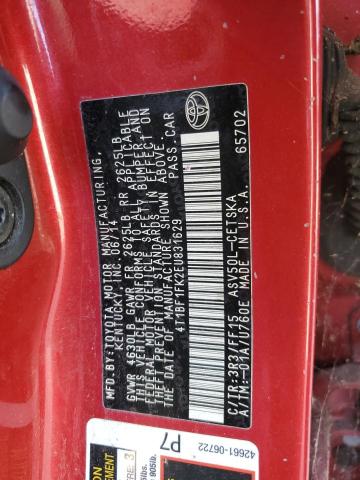 MFD. BY: TOYOTA MOTOR MANUFACTURING,
KENTUCKY, INC. 06/14
GVWR 4630LB GAWR FR 2625LB RR 2625LB
THIS VEHICLE CONFORMS TO ALL APPLICABLE
FEDERAL MOTOR VEHICLE SAFETY, BUMPER, AND
THEFT PREVENTION STANDARDS IN EFFECT ON
THE DATE OF MANUFACTURE SHOWN ABOVE.
4T1BF1FK2EU831629 PASS.CAR
C/TR:3R3/FF15 ASV50L-CETSKA
A/TM:-01A/U760E MADE IN U.S.A. 65702
42661-06722
P7